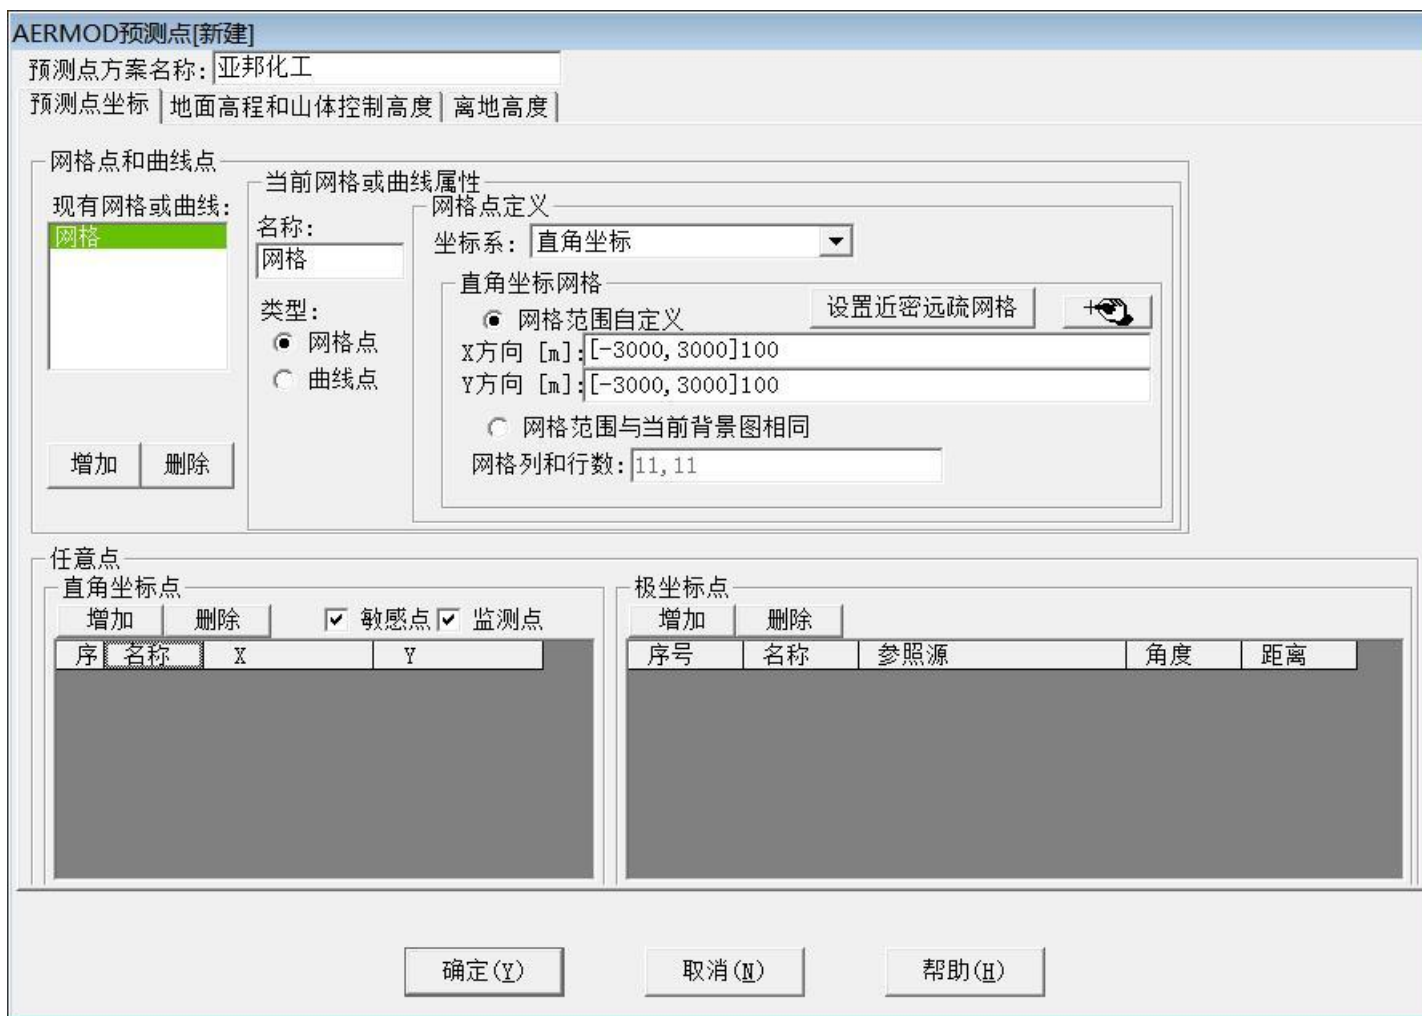 AERMOD预测点[新建]
预测点方案名称: 亚邦化工
预测点坐标 地面高程和山体控制高度 离地高度
网格点和曲线点
现有网格或曲线:
网格
增加 删除
当前网格或曲线属性
名称:
网格
类型:
网格点
曲线点
网格点定义
坐标系: 直角坐标
直角坐标网格
网格范围自定义 设置近密远疏网格
X方向 [m]: [-3000,3000]100
Y方向 [m]: [-3000,3000]100
网格范围与当前背景图相同
网格列和行数: 11,11
任意点
直角坐标点
增加 删除 敏感点 监测点
序 名称 X Y
极坐标点
增加 删除
序号 名称 参照源 角度 距离
确定(Y) 取消(N) 帮助(H)